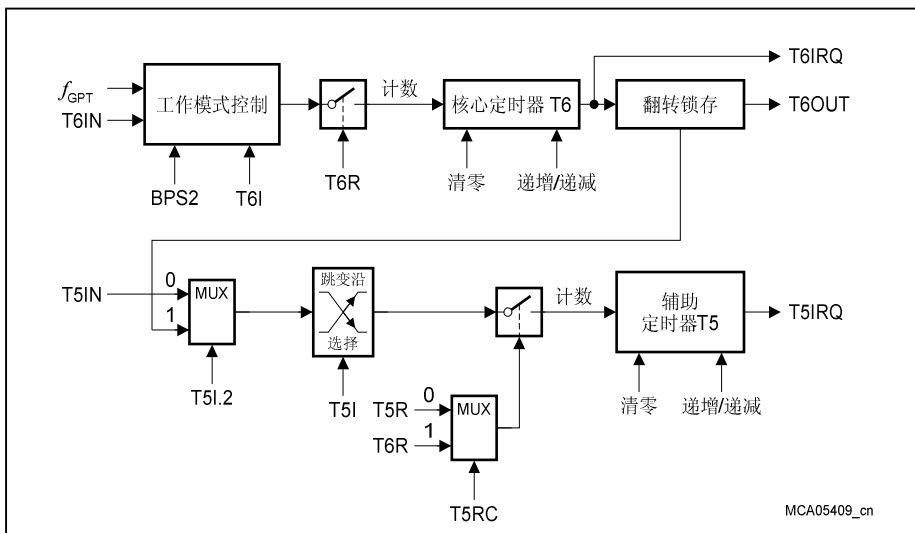 T6IRQ
f GPT
工作模式控制
计数
核心定时器 T6
翻转锁存
T6OUT
T6IN
BPS2
T6I
T6R
清零
递增/递减
T5IN
0
MUX
1
跳变沿
选择
计数
辅助
定时器T5
T5IRQ
T5I.2
T5I
T5R
0
MUX
T6R
1
清零
递增/递减
T5RC
MCA05409_cn